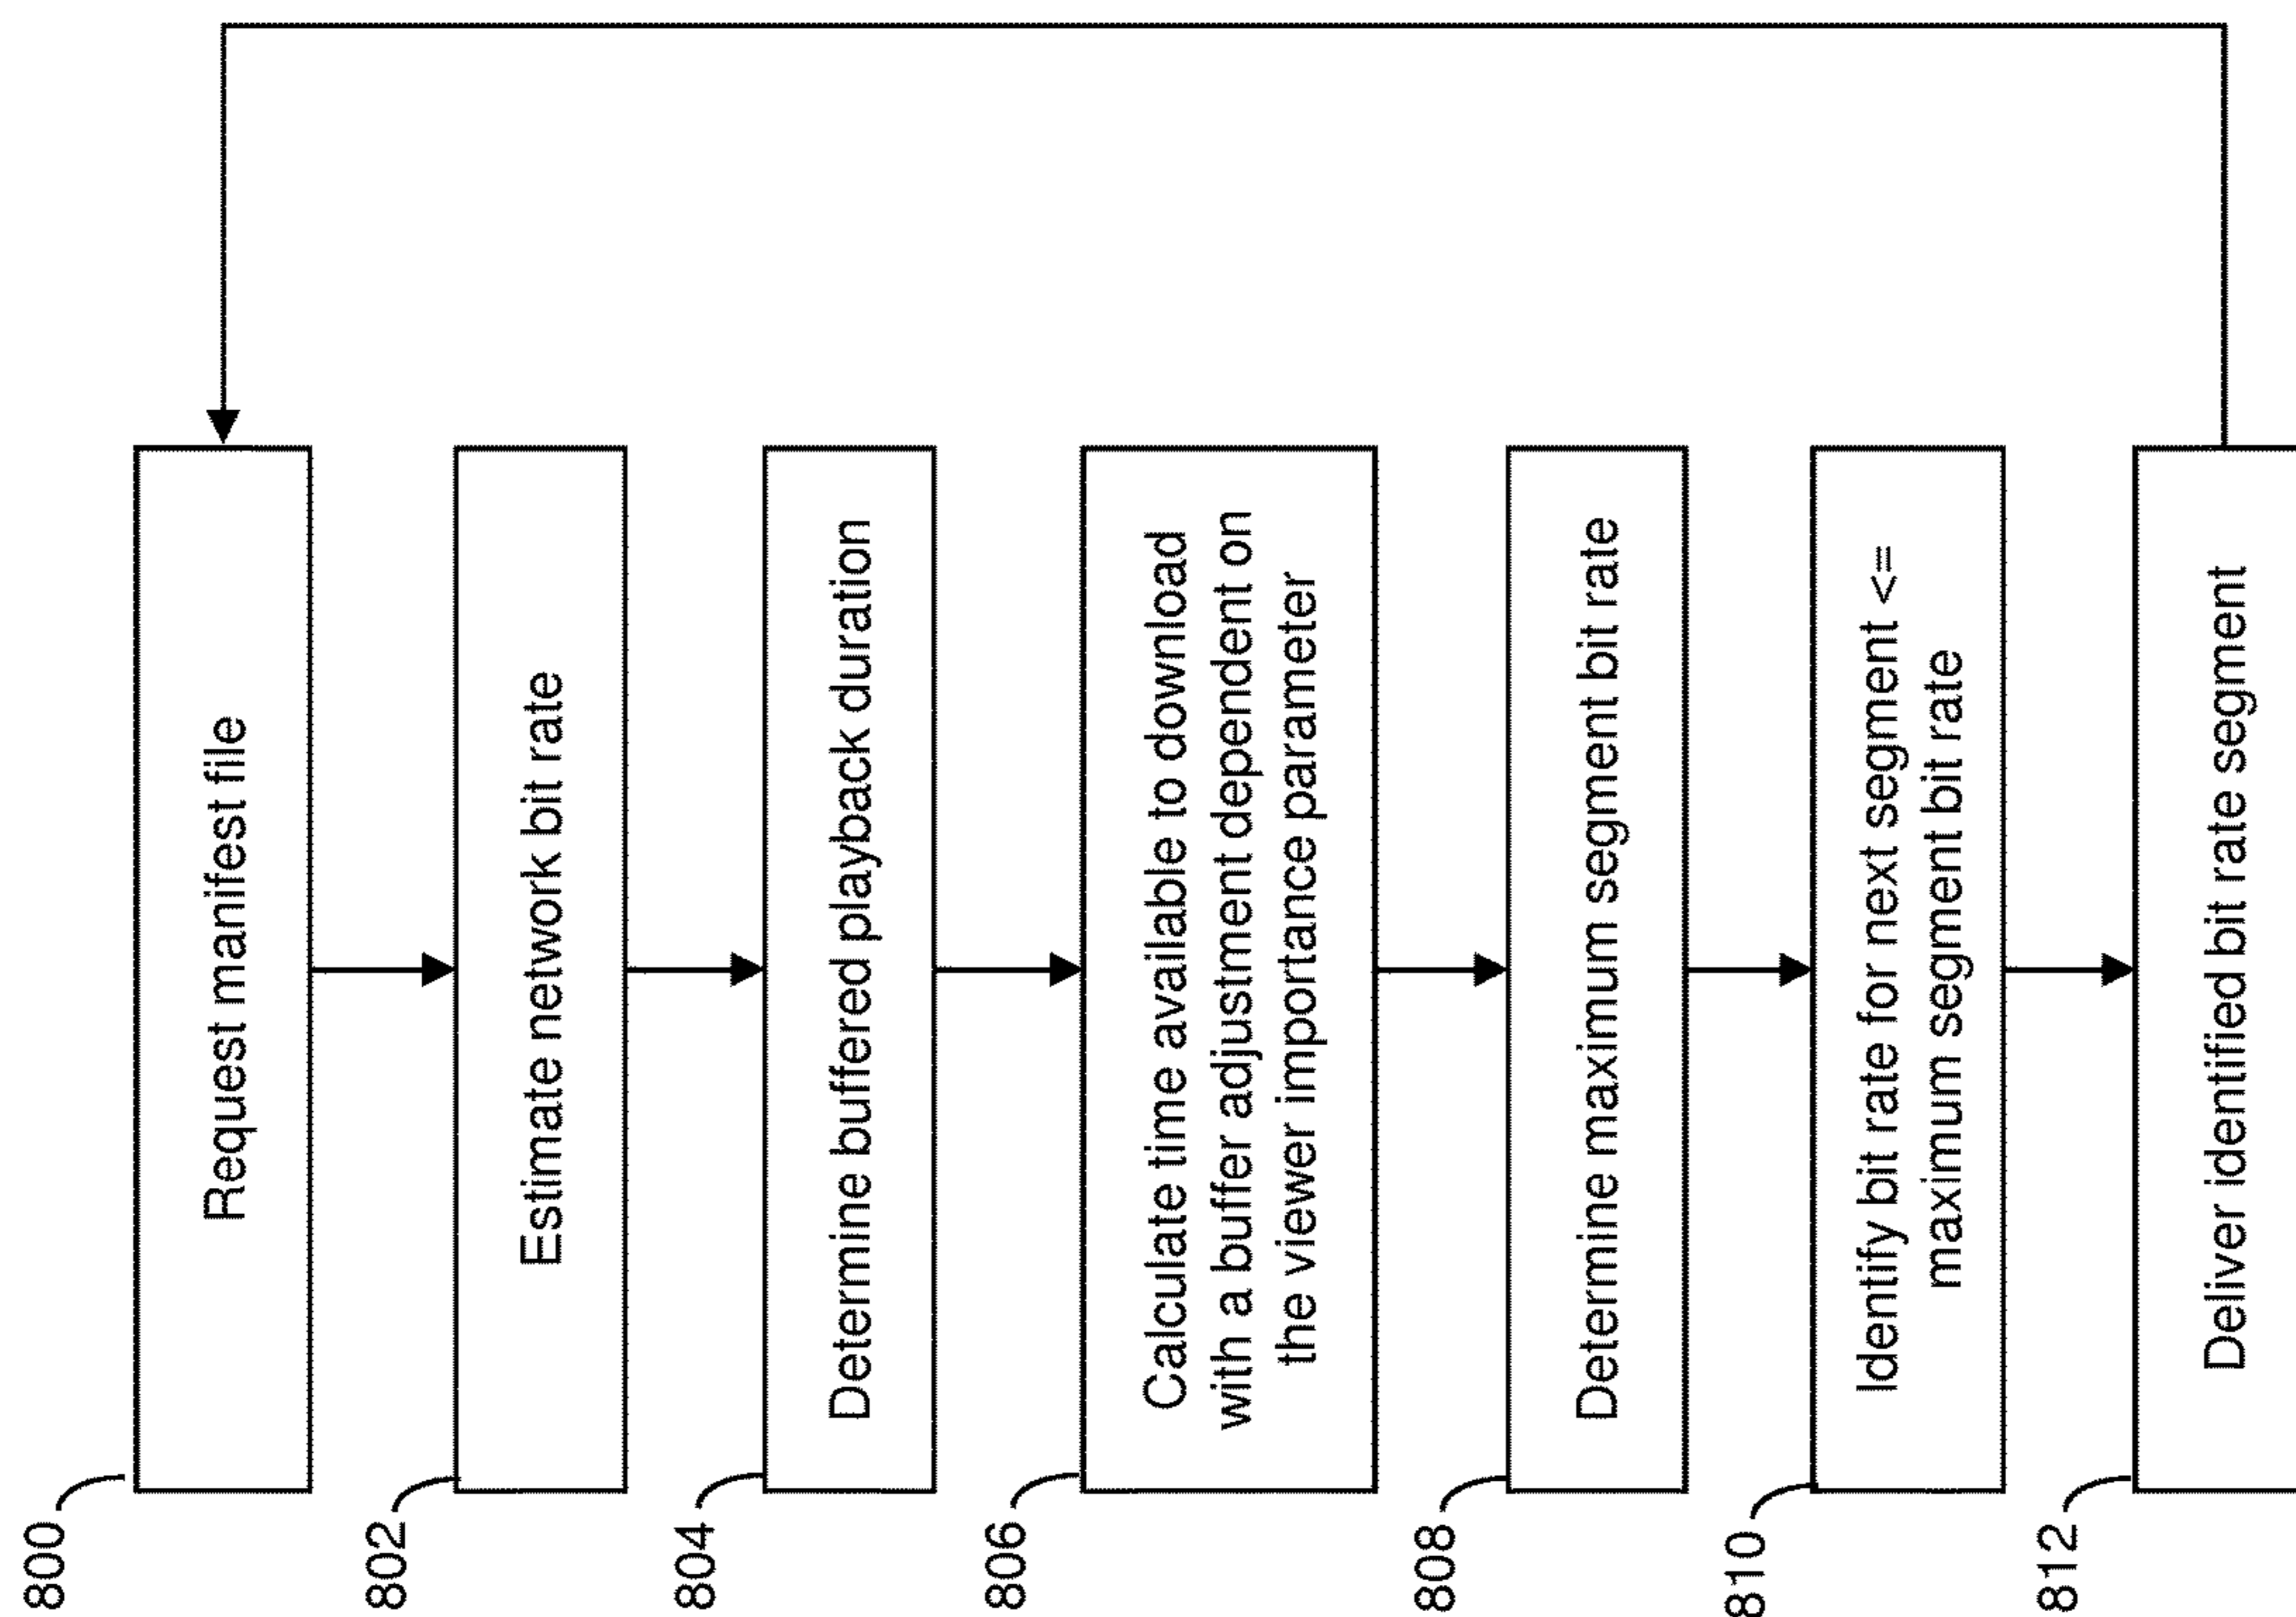 800
Request manifest file
802
Estimate network bit rate
804
Determine buffered playback duration
806
Calculate time available to download
with a buffer adjustment dependent on
the viewer importance parameter
808
Determine maximum segment bit rate
810
Identify bit rate for next segment <=
maximum segment bit rate
812
Deliver identified bit rate segment